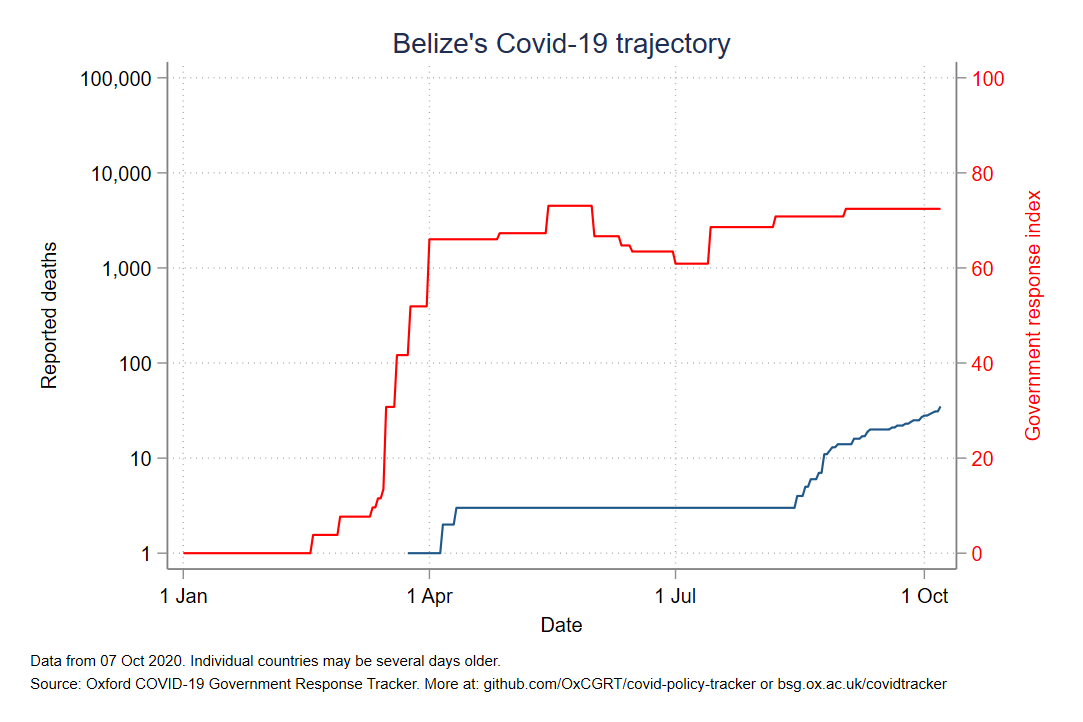 Belize's Covid-19 trajectory
100,000
10,000
1,000
100
10
1
Reported deaths
100
80
60
40
20
0
Government response index
1 Jan
1 Apr
1 Jul
1 Oct
Date
Data from 07 Oct 2020. Individual countries may be several days older.
Source: Oxford COVID-19 Government Response Tracker. More at: github.com/OxCGRT/covid-policy-tracker or bsg.ox.ac.uk/covidtracker